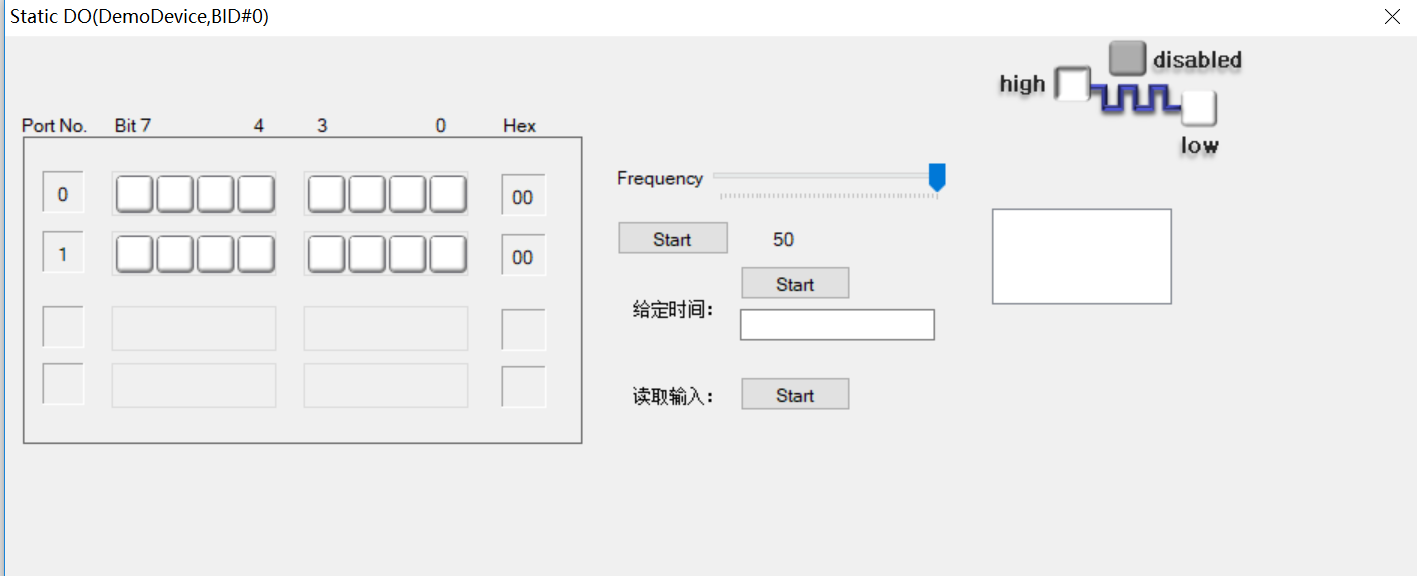 Static DO(DemoDevice,BID#0)
disabled
high
low
Port No. Bit 7 4 3 0 Hex
0 00
1 00
Frequency
Start 50
Start
给定时间：
读取输入： Start